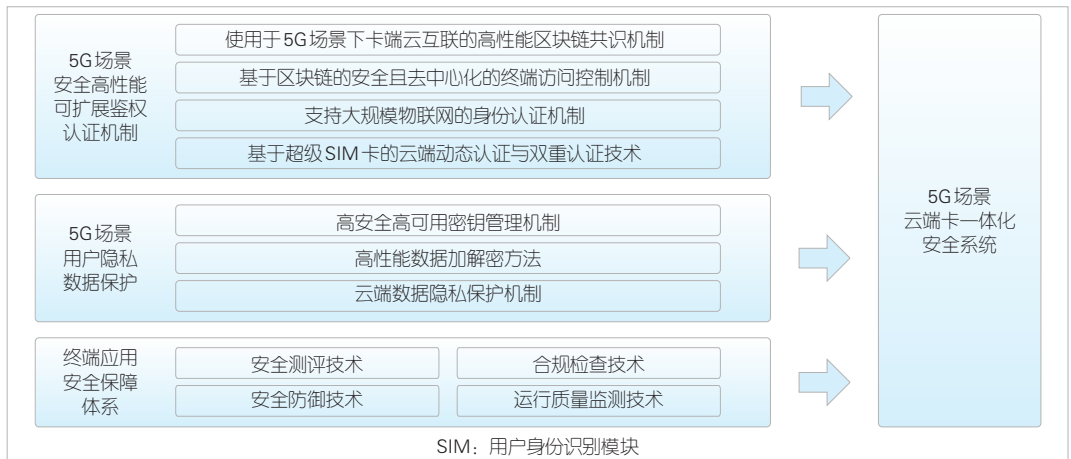 5G场景
安全高性能
可扩展鉴权
认证机制
使用于5G场景下卡端云互联的高性能区块链共识机制
基于区块链的安全且去中心化的终端访问控制机制
支持大规模物联网的身份认证机制
基于超级SIM卡的云端动态认证与双重认证技术
5G场景
用户隐私
数据保护
高安全高可用密钥管理机制
高性能数据加解密方法
云端数据隐私保护机制
终端应用
安全保障
体系
安全测评技术
合规检查技术
安全防御技术
运行质量监测技术
5G场景
云端卡一体化
安全系统
SIM：用户身份识别模块